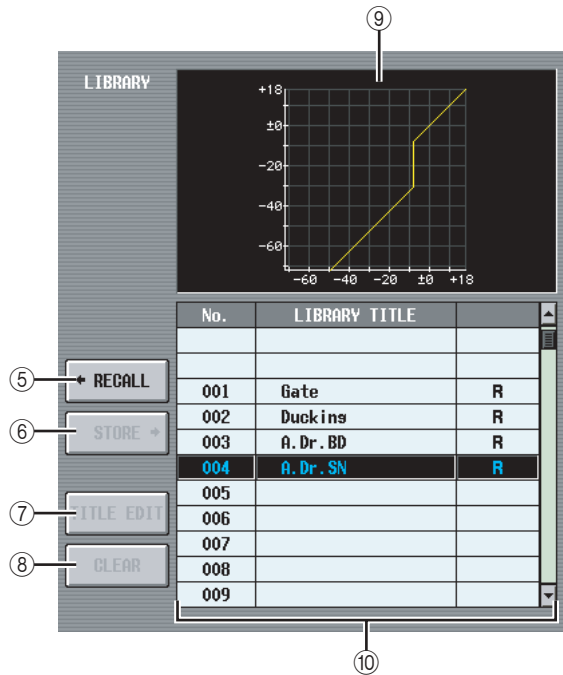 ⑨
LIBRARY
+18
±0
-20
-40
-60
-60 -40 -20 ±0 +18
No. LIBRARY TITLE
⑤ RECALL
001 Gate R
⑥ STORE
002 Ducking R
003 A.Dr.BD R
004 A.Dr.SN R
005
⑦ TITLE EDIT
006
007
⑧ CLEAR
008
009
⑩